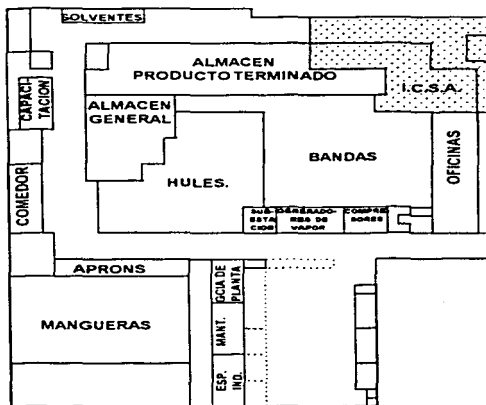 SOLVENTES
ALMACEN
PRODUCTO TERMINADO
I.C.S.A.
CAPACI-
TACION
ALMACEN
GENERAL
BANDAS
OFICINAS
HULES.
COMEDOR
SUB-
ESTA
CION
GENERADO-
RES DE
VAPOR
COMPRE
SORES
APRONS
GCIA DE
PLANTA
MANGUERAS
MANT.
ESP.
IND.